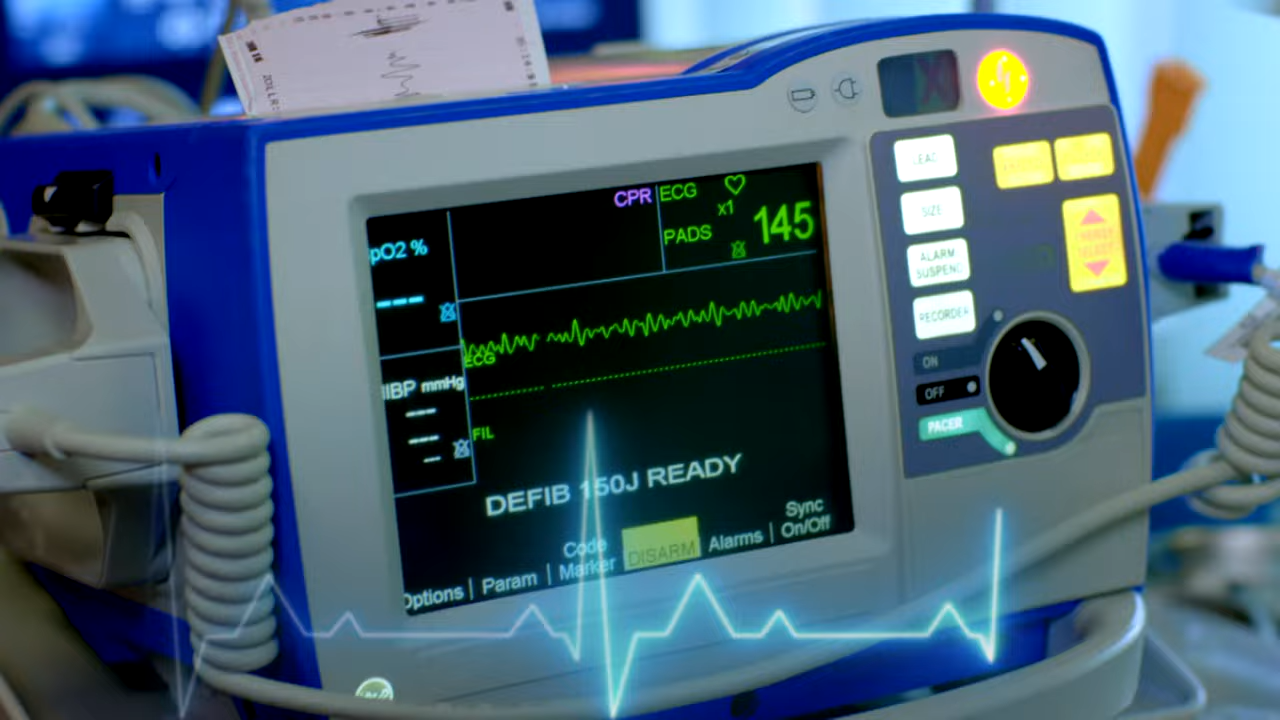 CPR
ECG
x1
PADS
145
pO2 %
---
ECG
IBP mmHg
---
---
--
FIL
DEFIB 150J READY
Options | Param | Code Marker
DISARM
Alarms | Sync On/Off
LEAD
SIZE
ALARM
SUSPEND
RECORDER
ON
OFF
PACER